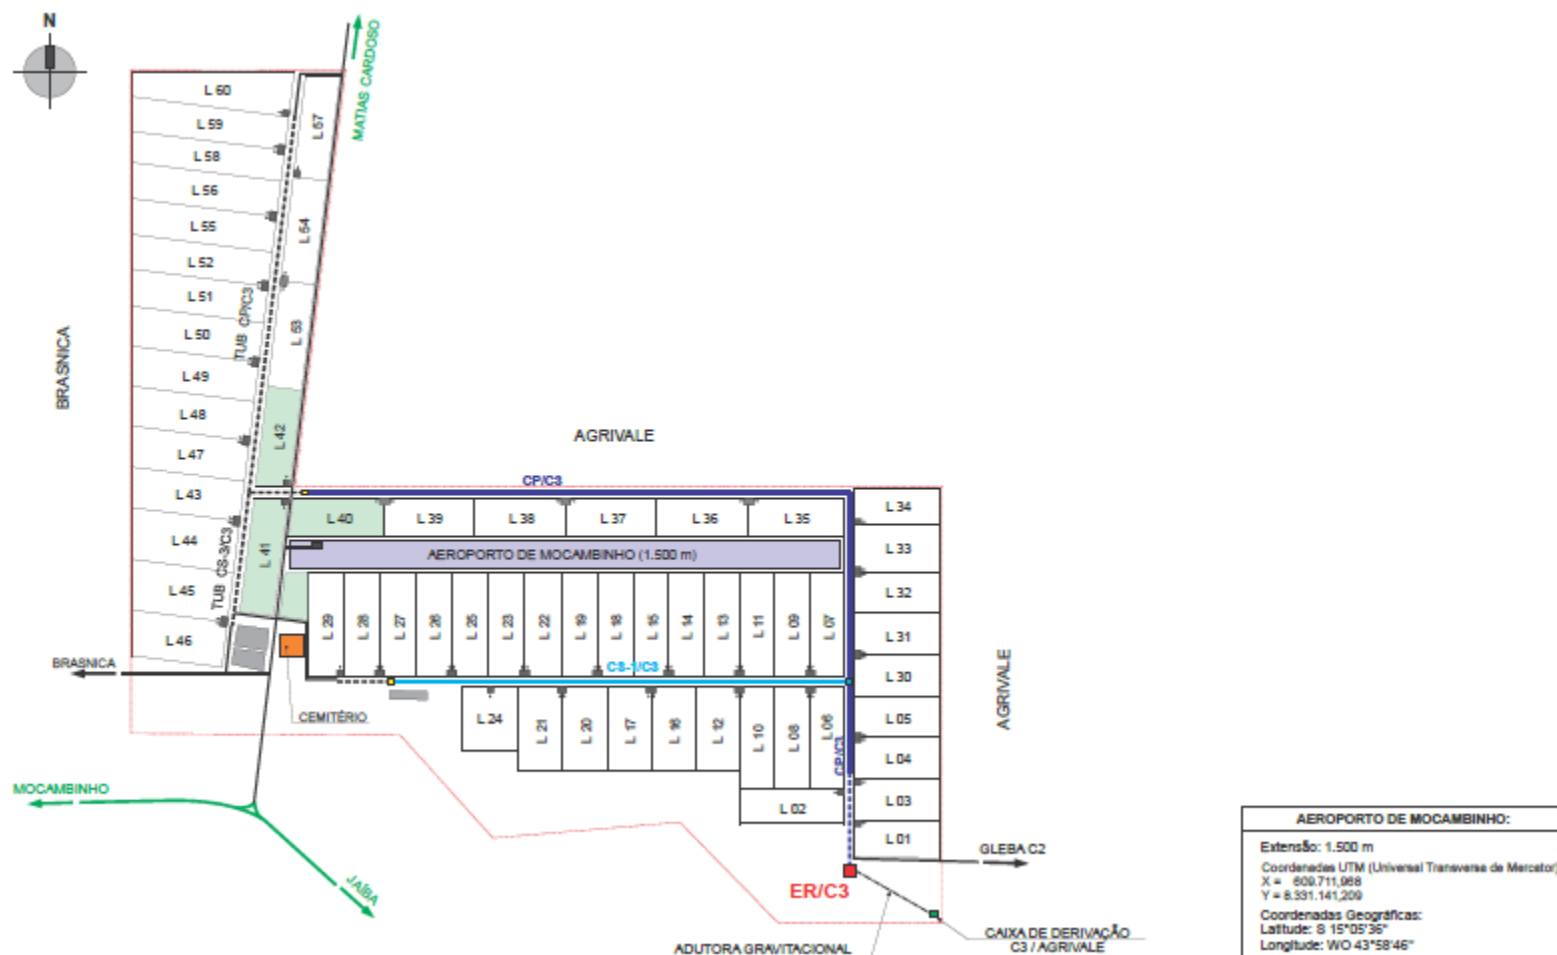 N
MATIAS CARDOSO
L 60
L 59
L 58
L 56
L 55
L 52
L 51
L 50
L 49
L 48
L 47
L 43
L 44
L 45
L 46
L 57
L 54
L 53
L 42
L 41
TUB CP/C3
TUB CS-3/C3
BRASNICA
AGRIVALE
CP/C3
L 40
L 39
L 38
L 37
L 36
L 35
AEROPORTO DE MOCAMBINHO (1.500 m)
L 34
L 33
L 32
L 31
L 30
L 05
L 04
L 03
L 01
L 29
L 28
L 27
L 26
L 25
L 23
L 22
L 19
L 18
L 15
L 14
L 13
L 11
L 09
L 07
CS-1/C3
BRASNICA
CEMITÉRIO
L 24
L 21
L 20
L 17
L 16
L 12
L 10
L 08
L 06
CP/C3
L 02
AGRIVALE
MOCAMBINHO
JAÍBA
GLEBA C2
ER/C3
ADUTORA GRAVITACIONAL
CAIXA DE DERIVAÇÃO
C3 / AGRIVALE
AEROPORTO DE MOCAMBINHO:
Extensão: 1.500 m
Coordenadas UTM (Universal Transversa de Mercator)
X = 609.711,968
Y = 8.331.141,209
Coordenadas Geográficas:
Latitude: S 15°05'36"
Longitude: WO 43°58'46"